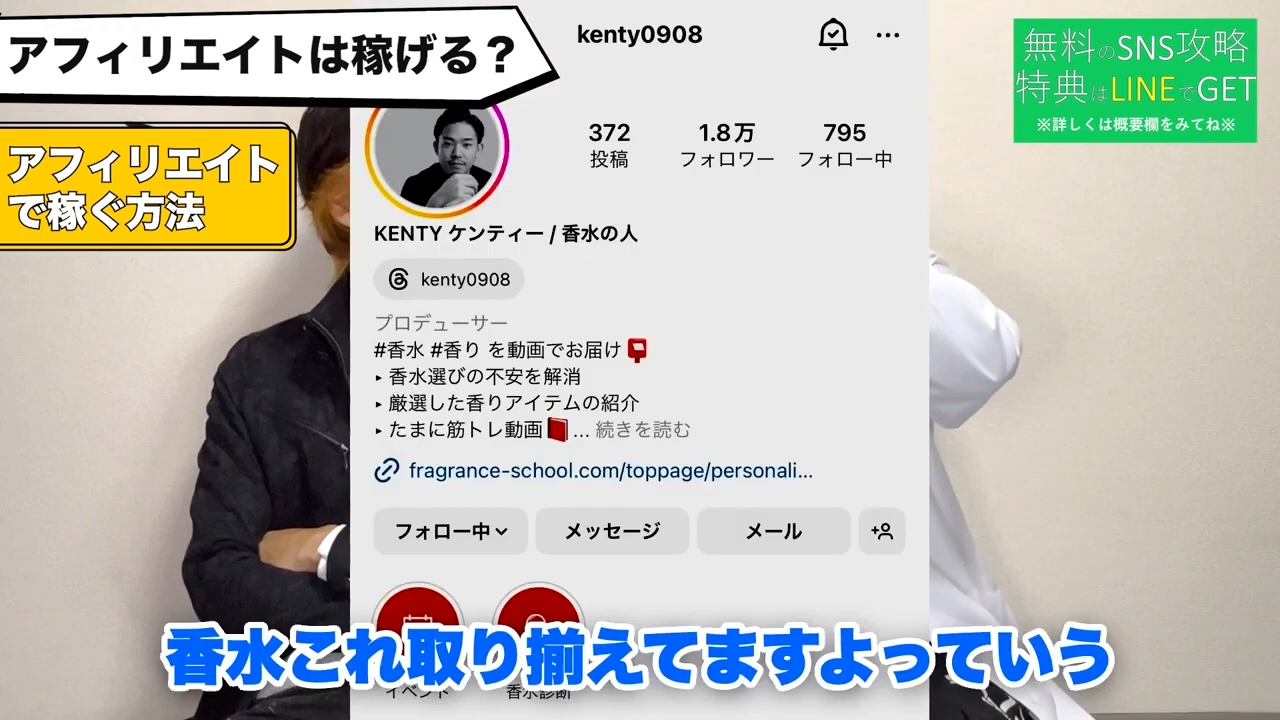 アフィリエイトは稼げる？
アフィリエイト
で稼ぐ方法
kenty0908
無料のSNS攻略
特典はLINEでGET
※詳しくは概要欄をみてね※
372
投稿
1.8万
フォロワー
795
フォロー中
KENTY ケンティー / 香水の人
kenty0908
プロデューサー
#香水 #香り を動画でお届け
▸ 香水選びの不安を解消
▸ 厳選した香りアイテムの紹介
▸ たまに筋トレ動画 ... 続きを読む
fragrance-school.com/toppage/personali...
フォロー中
メッセージ
メール
香水これ取り揃えてますよっていう
イベント
香水診断